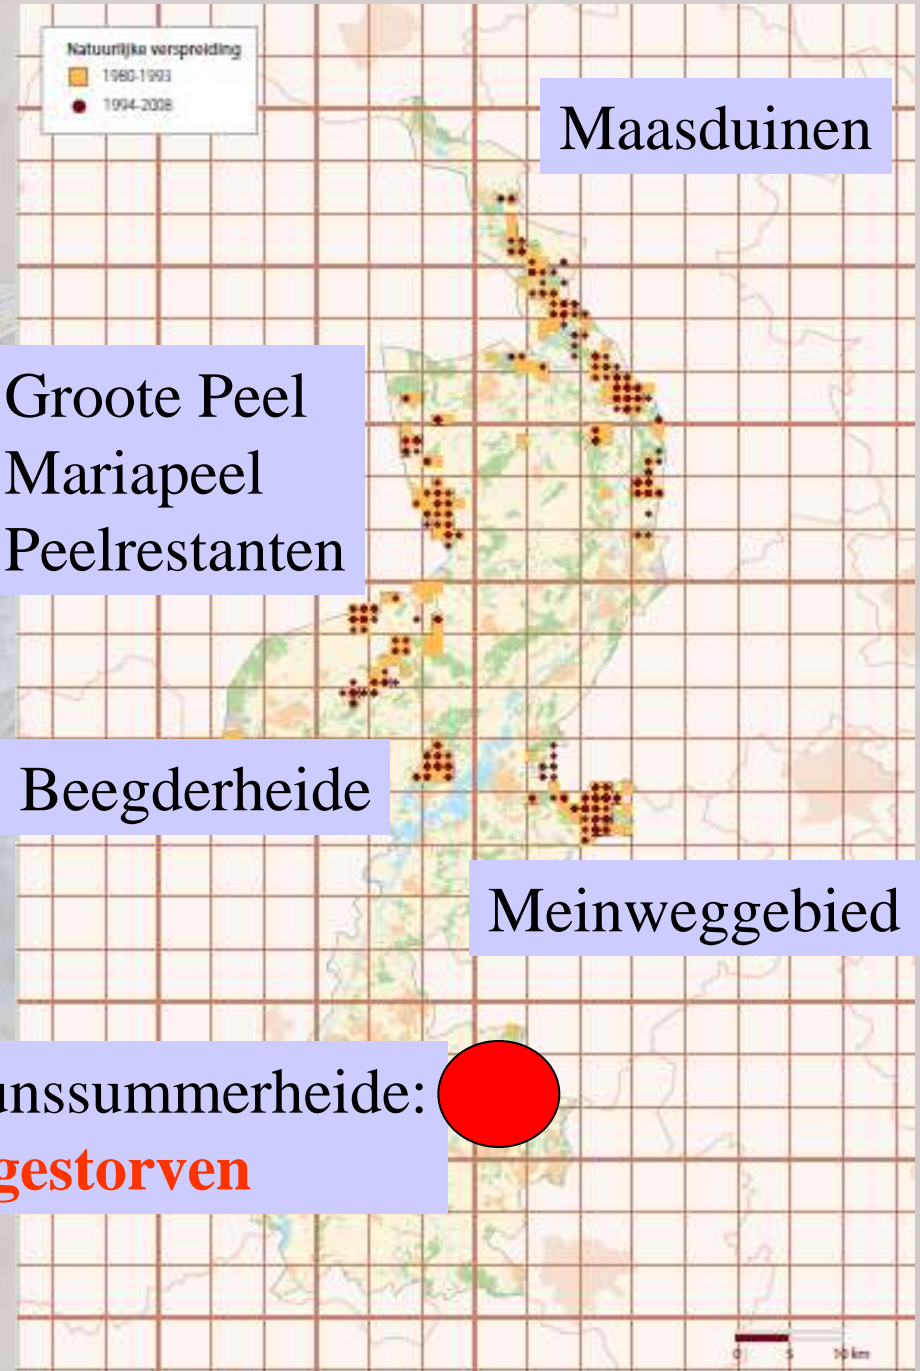 Natuurlijke verspreiding
1980-1993
1994-2008
Maasduinen
Groote Peel
Mariapeel
Peelrestanten
Beegderheide
Meinweggebied
unssummerheide:
gestorven
0 5 10 km